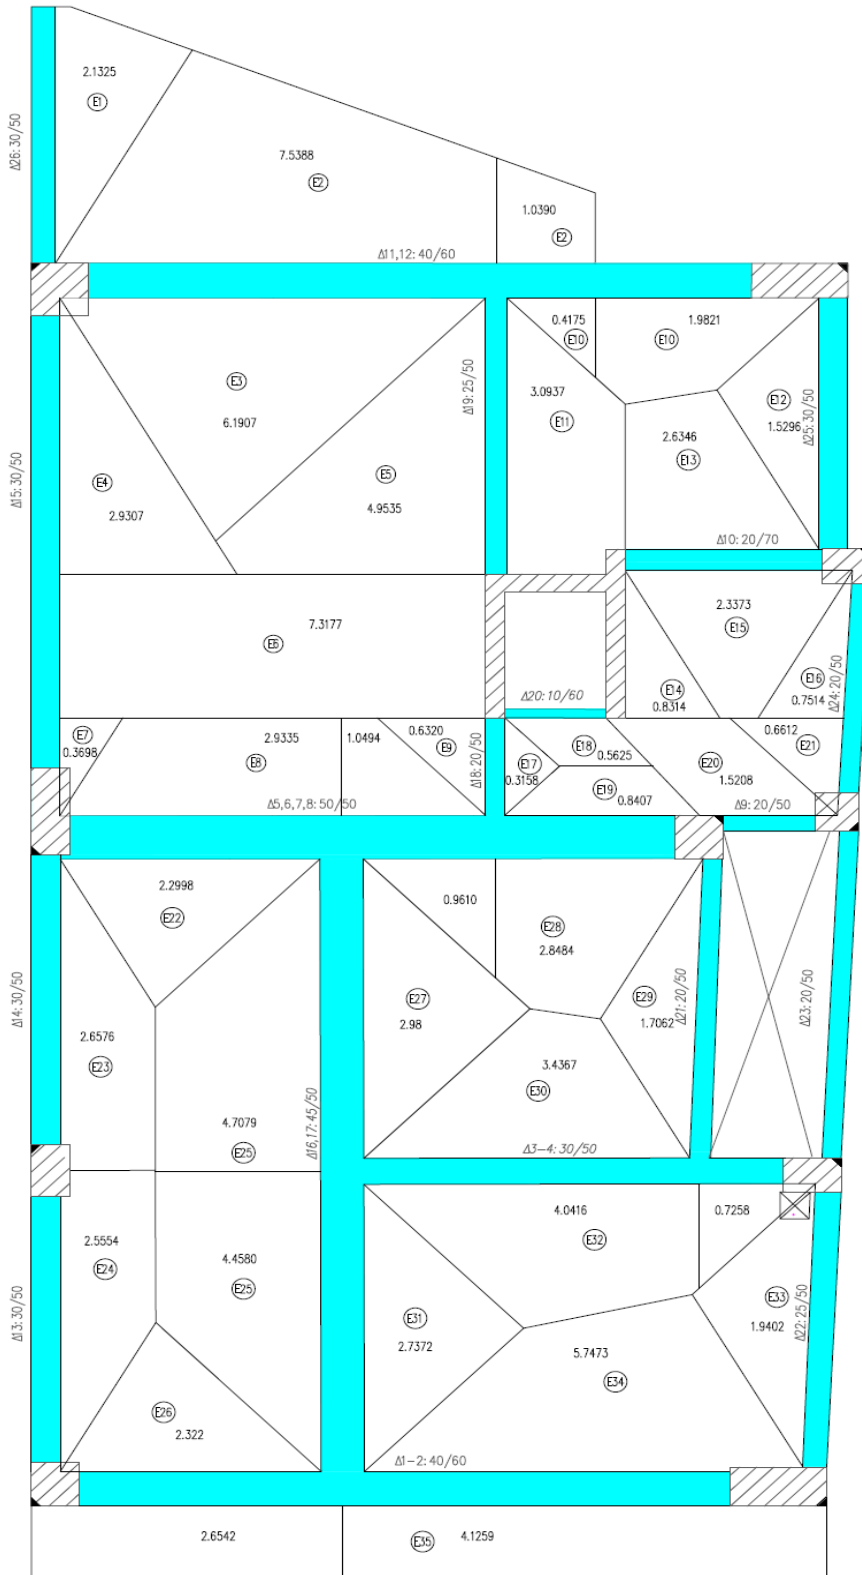 2.1325
E1
Δ26: 30/50
7.5388
E2
1.0390
E2
Δ11,12: 40/60
0.4175
E10
1.9821
E10
E3
6.1907
Δ19: 25/50
3.0937
E11
E12
1.5296
Δ25: 30/50
2.6346
E13
E4
2.9307
E5
4.9535
Δ15: 30/50
Δ10: 20/70
7.3177
E6
2.3373
E15
E14
0.8314
E16
0.7514
Δ24: 20/50
Δ20: 10/60
E7
0.3698
2.9335
E8
1.0494
0.6320
E9
Δ18: 20/50
E17
0.3158
E18
0.5625
E19
0.8407
E20
1.5208
0.6612
E21
Δ5,6,7,8: 50/50
Δ9: 20/50
2.2998
E22
0.9610
E28
2.8484
E27
2.98
E29
1.7062
Δ21: 20/50
Δ23: 20/50
Δ14: 30/50
2.6576
E23
3.4367
E30
4.7079
E25
Δ16,17: 45/50
Δ3-4: 30/50
4.0416
E32
0.7258
2.5554
E24
4.4580
E25
E31
2.7372
E33
1.9402
Δ22: 25/50
Δ13: 30/50
5.7473
E34
E26
2.322
Δ1-2: 40/60
2.6542
E35
4.1259